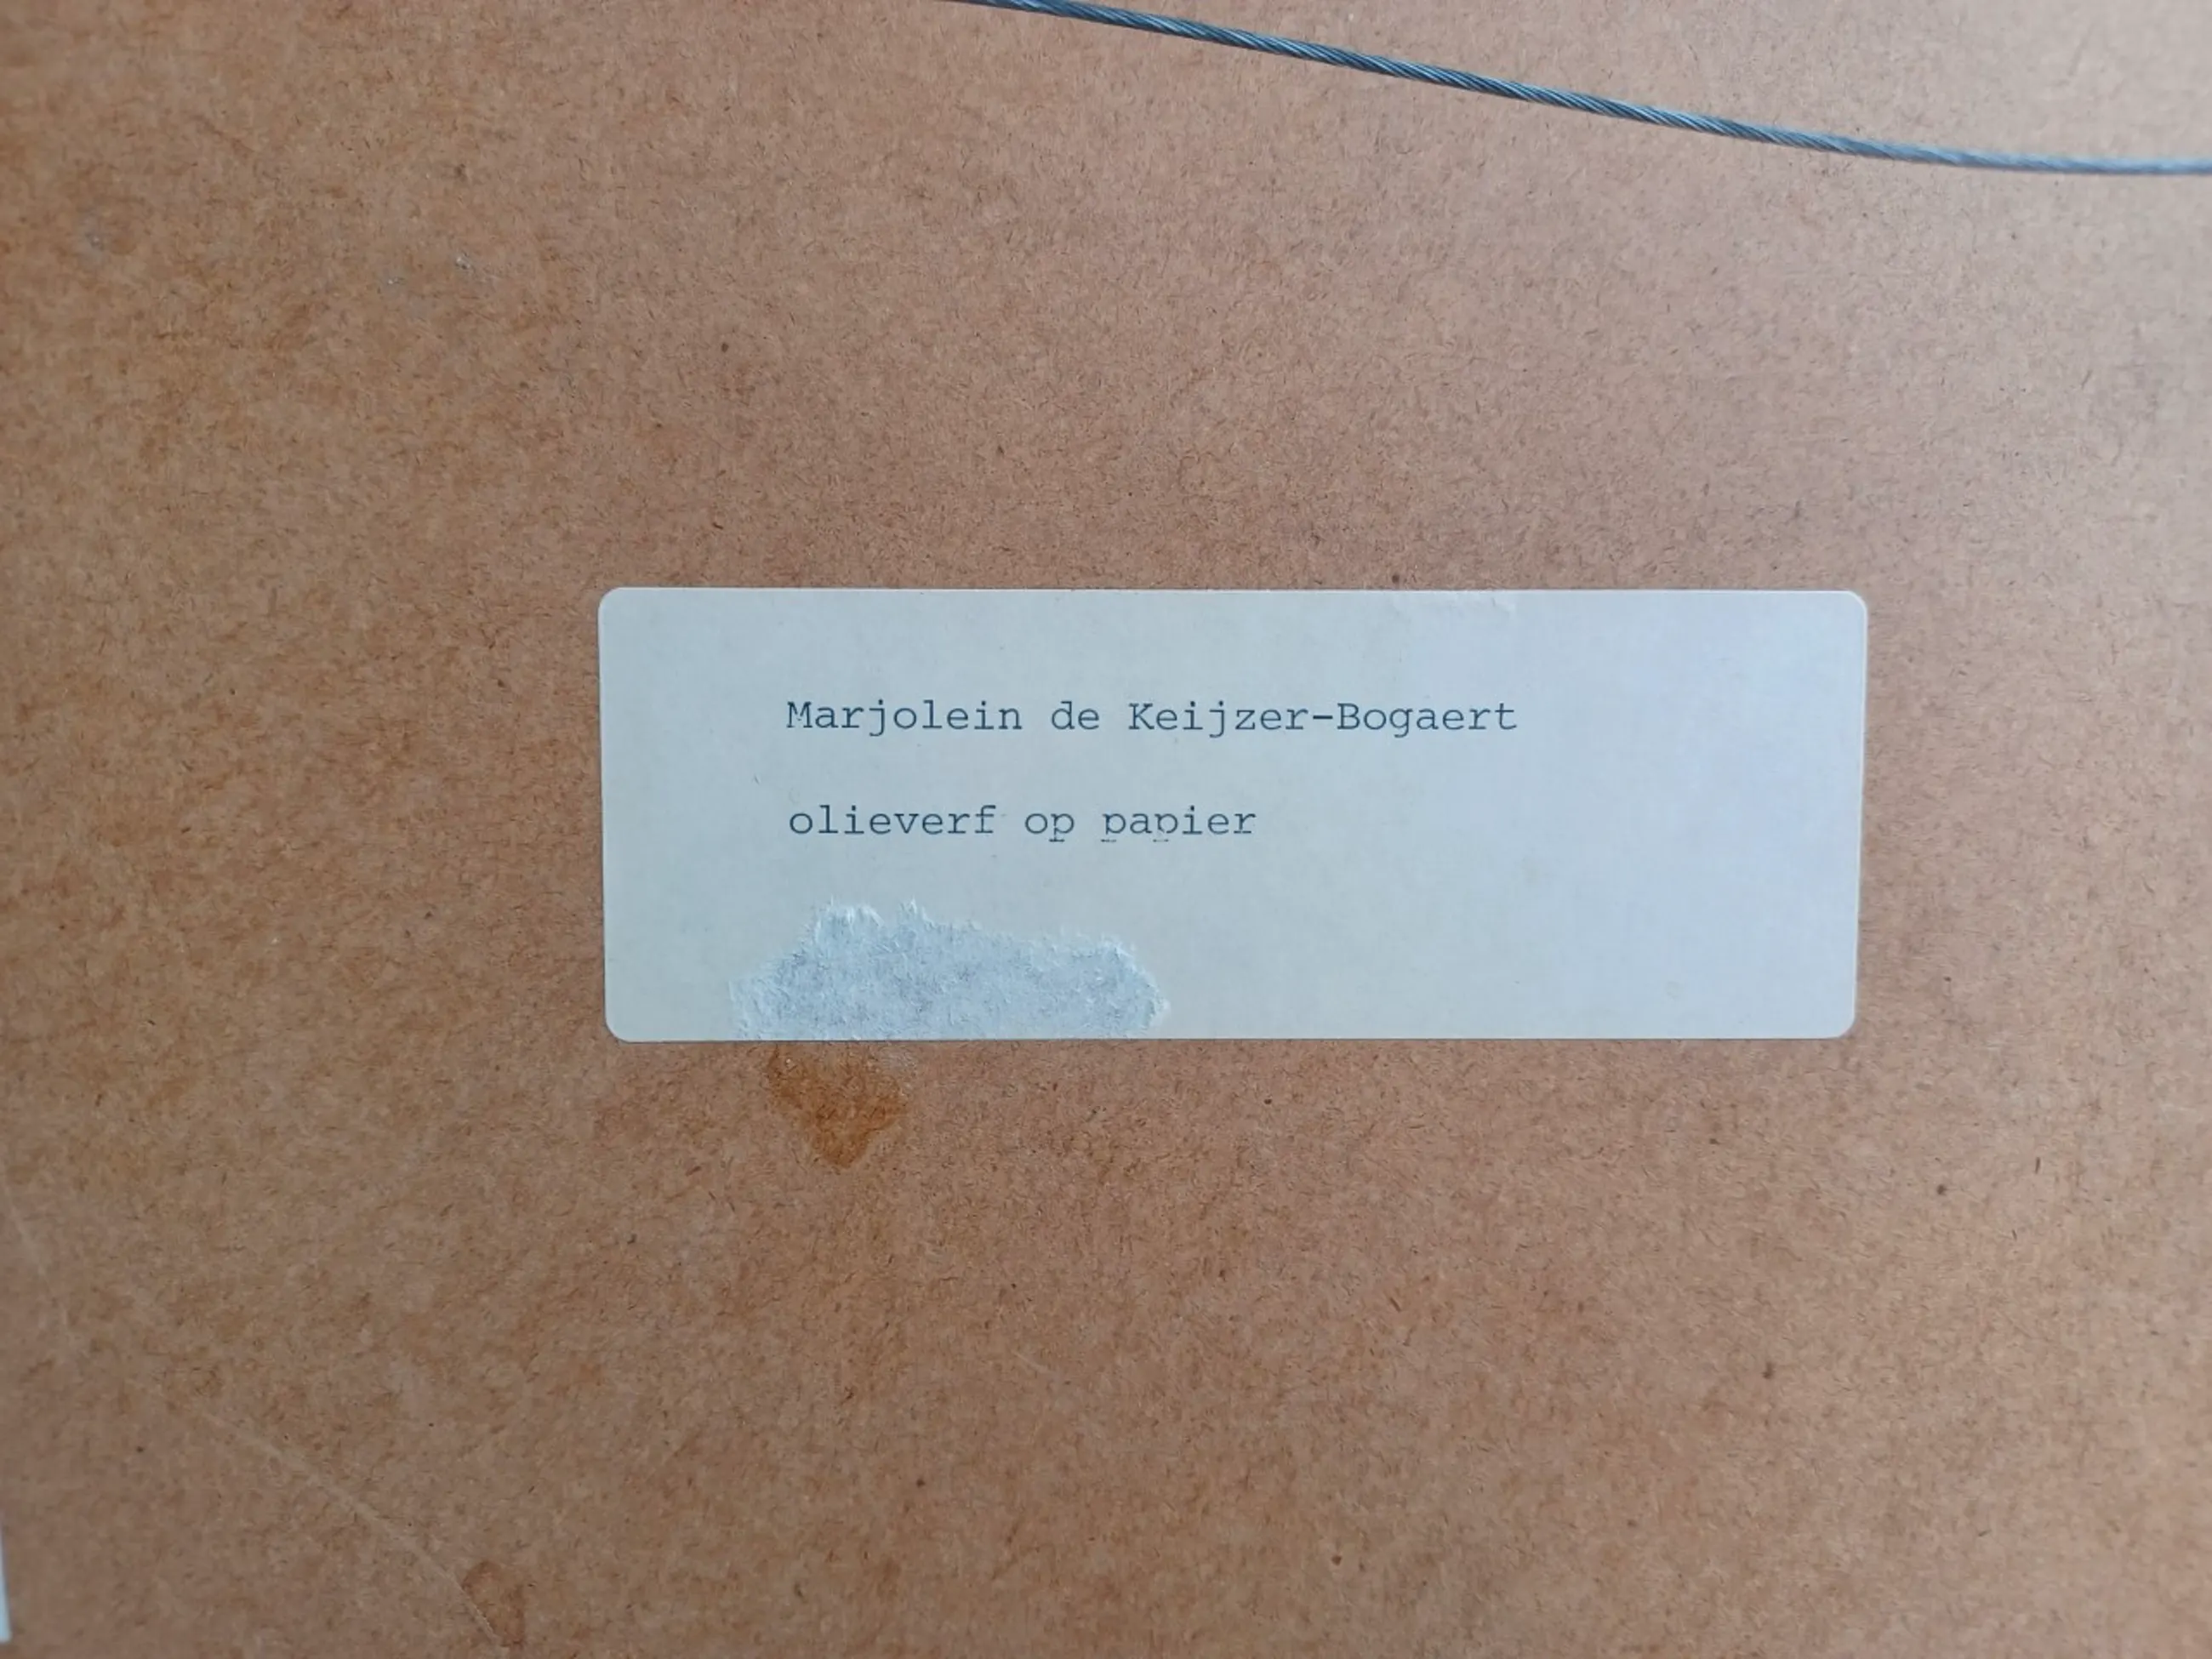 Marjolein de Keijzer-Bogaert
olieverf op papier